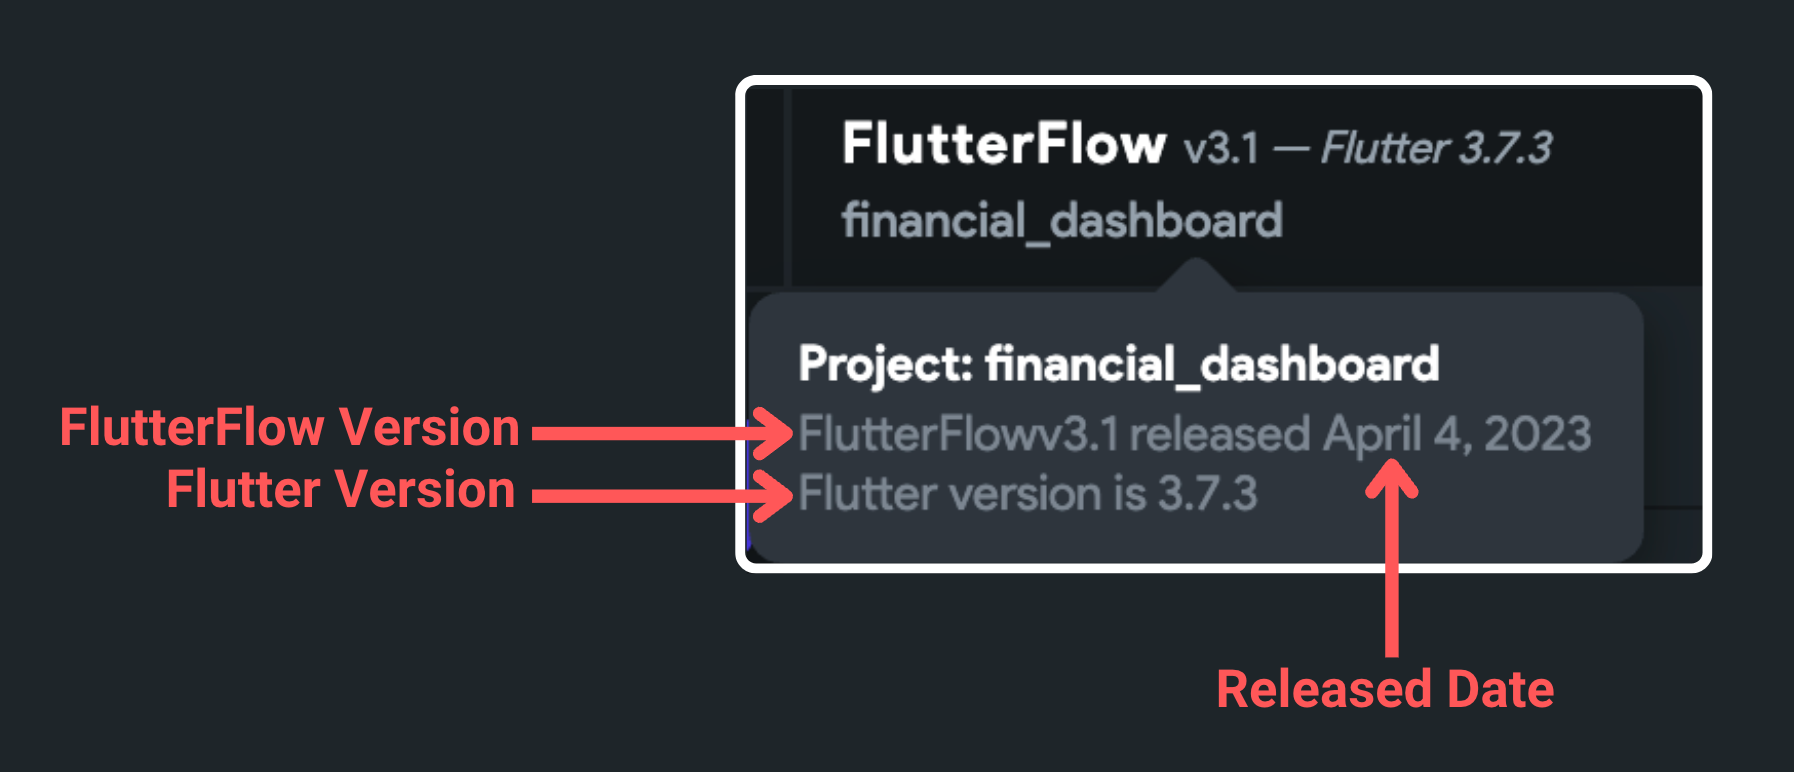 FlutterFlow v3.1 — Flutter 3.7.3
financial_dashboard
Project: financial_dashboard
FlutterFlow Version
FlutterFlowv3.1 released April 4, 2023
Flutter Version
Flutter version is 3.7.3
Released Date